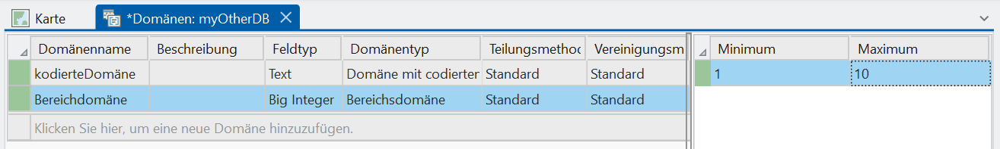 Karte *Domänen: myOtherDB
Domänenname Beschreibung Feldtyp Domänentyp Teilungsmethod Vereinigungsm Minimum Maximum
kodierteDomäne Text Domäne mit codierter Standard Standard 1 10
Bereichdomäne Big Integer Bereichsdomäne Standard Standard
Klicken Sie hier, um eine neue Domäne hinzuzufügen.